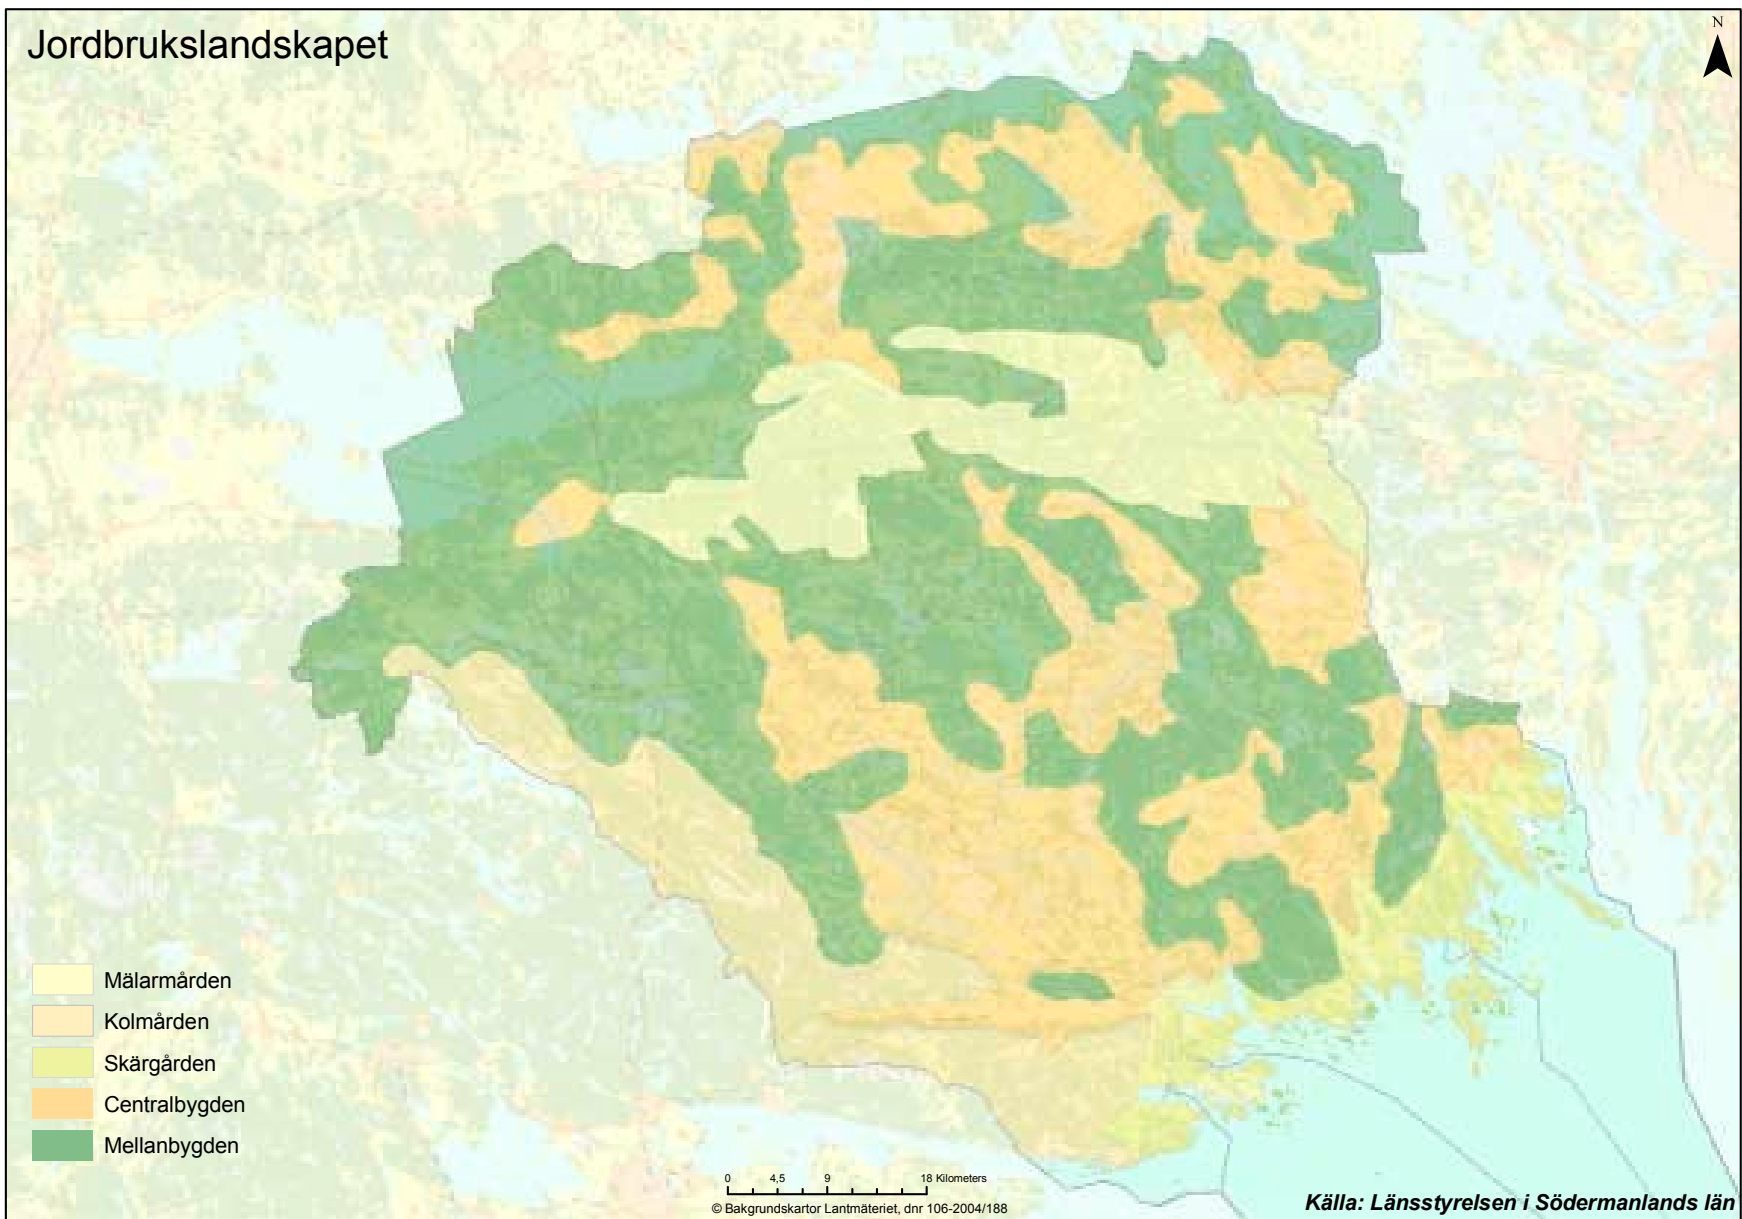 Jordbrukslandskapet
N
Mälarmården
Kolmården
Skärgården
Centralbygden
Mellanbygden
0 4,5 9 18 Kilometers
© Bakgrundskartor Lantmäteriet, dnr 106-2004/188
Källa: Länsstyrelsen i Södermanlands län